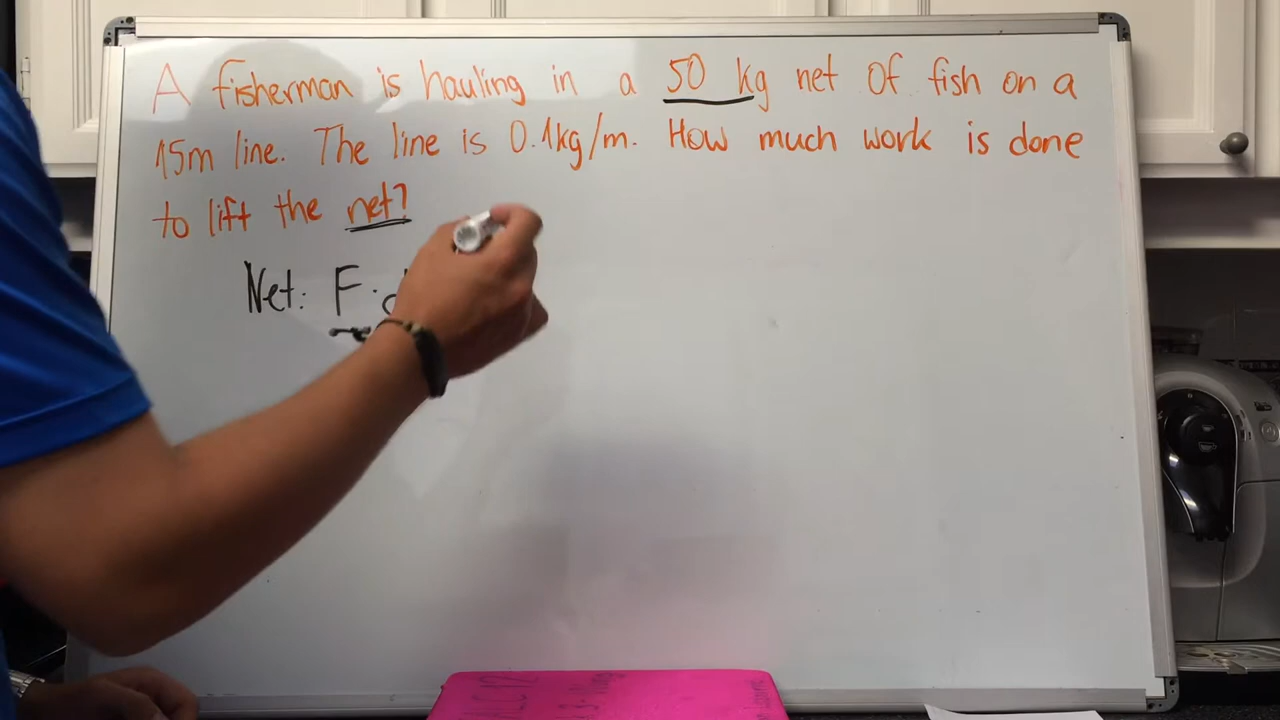 A fisherman is hauling in a 50 kg net of fish on a
15m line. The line is 0.1kg/m. How much work is done
to lift the net?
Net: F·d